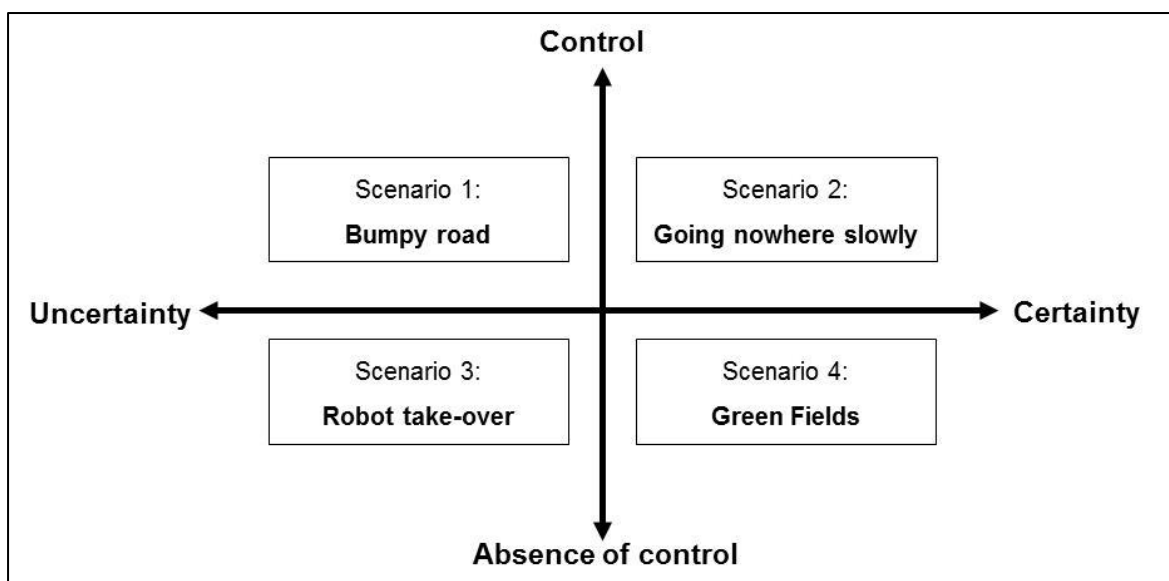 Control
Scenario 1:
Bumpy road
Scenario 2:
Going nowhere slowly
Uncertainty
Certainty
Scenario 3:
Robot take-over
Scenario 4:
Green Fields
Absence of control